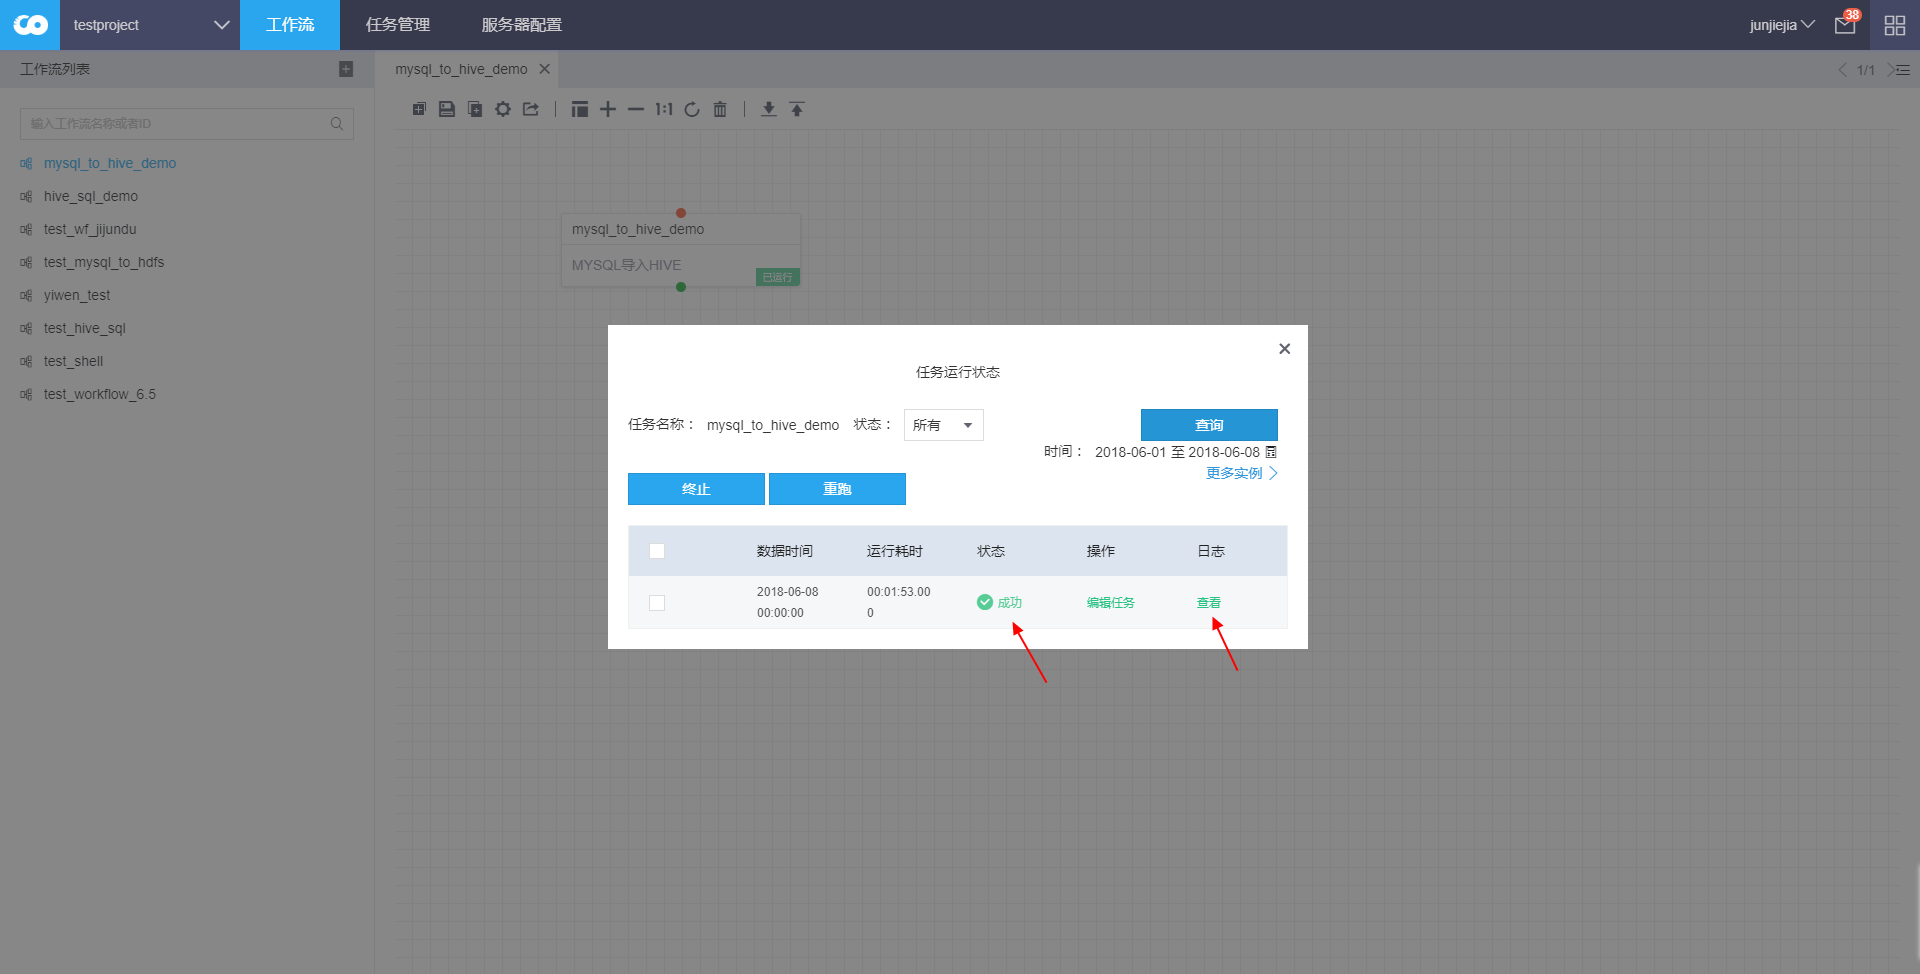 testproject
工作流
任务管理
服务器配置
junjiejia
38
工作流列表
mysql_to_hive_demo
1/1
输入工作流名称或者ID
1:1
mysql_to_hive_demo
hive_sql_demo
test_wf_jijundu
test_mysql_to_hdfs
yiwen_test
test_hive_sql
test_shell
test_workflow_6.5
mysql_to_hive_demo
MYSQL导入HIVE
已运行
任务运行状态
任务名称： mysql_to_hive_demo 状态： 所有 查询
时间： 2018-06-01 至 2018-06-08
更多实例
终止 重跑
数据时间 运行耗时 状态 操作 日志
2018-06-08 00:01:53.00
成功 编辑任务 查看
00:00:00 0